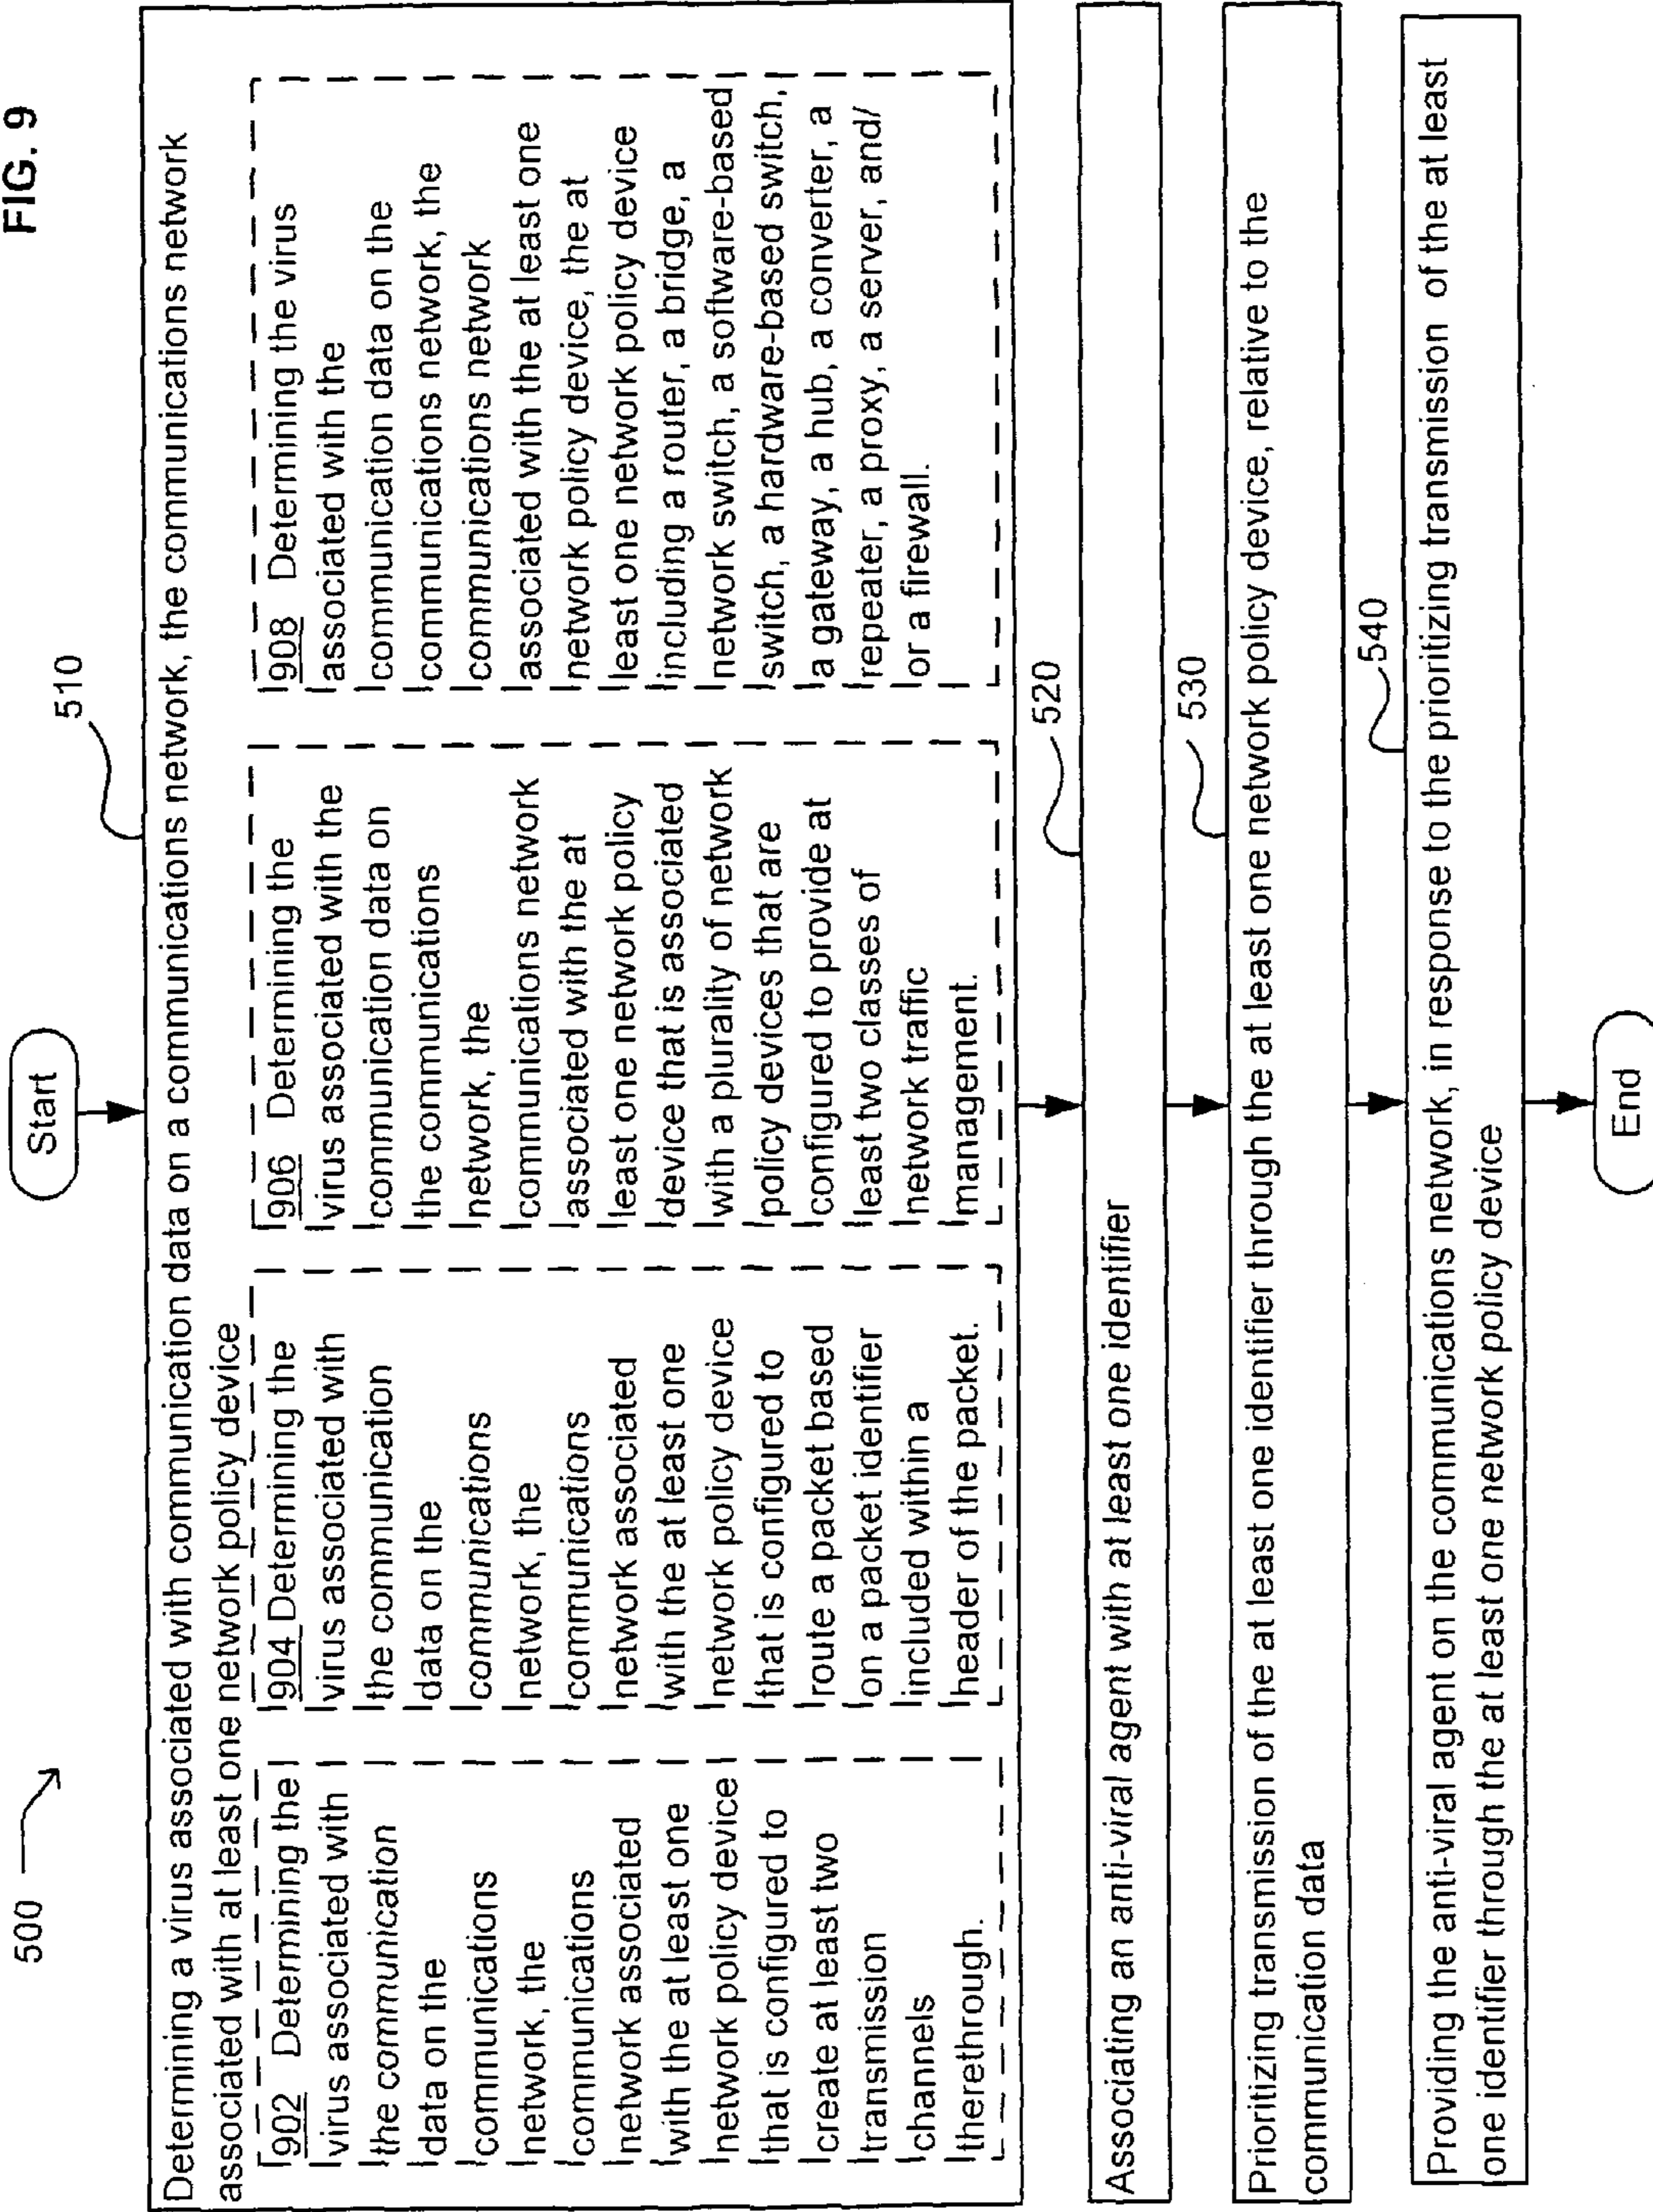 FIG. 9
500
Start
510
Determining a virus associated with communication data on a communications network, the communications network
associated with at least one network policy device
902 Determining the
virus associated with
the communication
data on the
communications
network, the
communications
network associated
with the at least one
network policy device
that is configured to
create at least two
transmission
channels
therethrough.
904 Determining the
virus associated with
the communication
data on the
communications
network, the
communications
network associated
with the at least one
network policy device
that is configured to
route a packet based
on a packet identifier
included within a
header of the packet.
906 Determining the
virus associated with the
communication data on
the communications
network, the
communications network
associated with the at
least one network policy
device that is associated
with a plurality of network
policy devices that are
configured to provide at
least two classes of
network traffic
management.
908 Determining the virus
associated with the
communication data on the
communications network, the
communications network
associated with the at least one
network policy device, the at
least one network policy device
including a router, a bridge, a
network switch, a software-based
switch, a hardware-based switch,
a gateway, a hub, a converter, a
repeater, a proxy, a server, and/
or a firewall.
520
Associating an anti-viral agent with at least one identifier
530
Prioritizing transmission of the at least one identifier through the at least one network policy device, relative to the
communication data
540
Providing the anti-viral agent on the communications network, in response to the prioritizing transmission of the at least
one identifier through the at least one network policy device
End